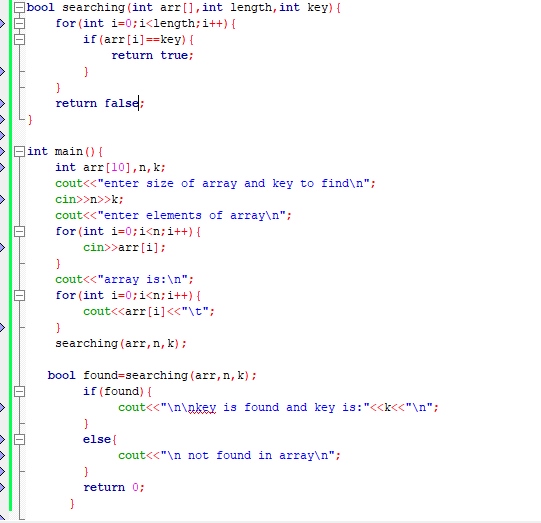 bool searching(int arr[],int length,int key){
for(int i=0;i<length;i++){
if(arr[i]==key){
return true;
}
}
return false;
}
int main(){
int arr[10],n,k;
cout<<"enter size of array and key to find\n";
cin>>n>>k;
cout<<"enter elements of array\n";
for(int i=0;i<n;i++){
cin>>arr[i];
}
cout<<"array is:\n";
for(int i=0;i<n;i++){
cout<<arr[i]<<"\t";
}
searching(arr,n,k);
bool found=searching(arr,n,k);
if(found){
cout<<"\n\nkey is found and key is:"<<k<<"\n";
}
else{
cout<<"\n not found in array\n";
}
return 0;
}